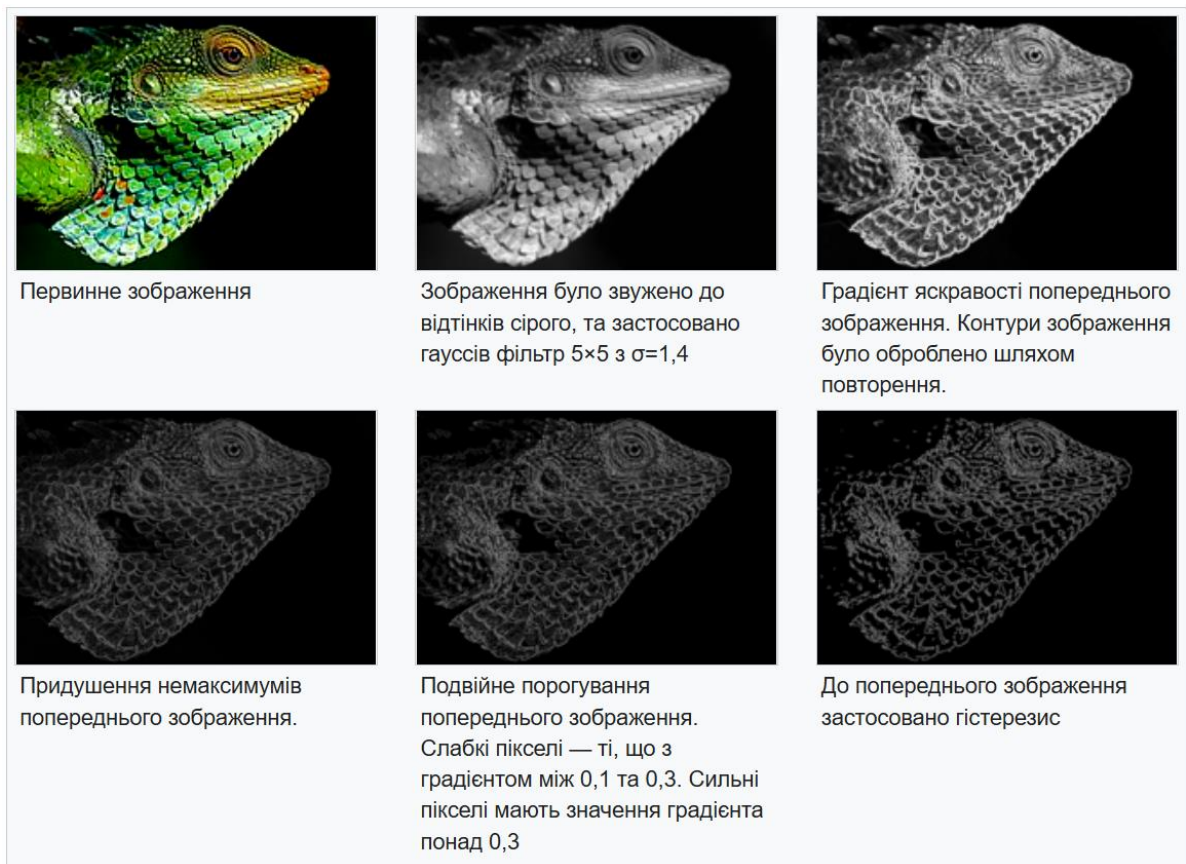 Первинне зображення
Зображення було звужено до
відтінків сірого, та застосовано
гауссів фільтр 5×5 з σ=1,4
Градієнт яскравості попереднього
зображення. Контури зображення
було оброблено шляхом
повторення.
Придушення немаксимумів
попереднього зображення.
Подвійне порогування
попереднього зображення.
Слабкі пікселі — ті, що з
градієнтом між 0,1 та 0,3. Сильні
пікселі мають значення градієнта
понад 0,3
До попереднього зображення
застосовано гістерезис